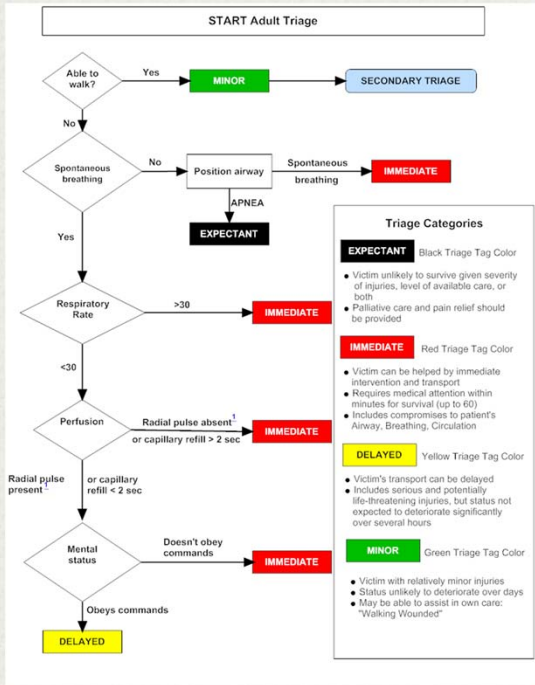 START Adult Triage
Able to
walk?
Yes
MINOR
SECONDARY TRIAGE
No
Spontaneous
breathing
No
Position airway
Spontaneous
breathing
IMMEDIATE
APNEA
EXPECTANT
Yes
Respiratory
Rate
>30
IMMEDIATE
<30
Perfusion
Radial pulse absent1
or capillary refill > 2 sec
IMMEDIATE
Radial pulse
present1
or capillary
refill < 2 sec
Mental
status
Doesn't obey
commands
IMMEDIATE
Obeys commands
DELAYED
Triage Categories
EXPECTANT Black Triage Tag Color
● Victim unlikely to survive given severity
of injuries, level of available care, or
both
● Palliative care and pain relief should
be provided
IMMEDIATE Red Triage Tag Color
● Victim can be helped by immediate
intervention and transport
● Requires medical attention within
minutes for survival (up to 60)
● Includes compromises to patient's
Airway, Breathing, Circulation
DELAYED Yellow Triage Tag Color
● Victim's transport can be delayed
● Includes serious and potentially
life-threatening injuries, but status not
expected to deteriorate significantly
over several hours
MINOR Green Triage Tag Color
● Victim with relatively minor injuries
● Status unlikely to deteriorate over days
● May be able to assist in own care:
"Walking Wounded"